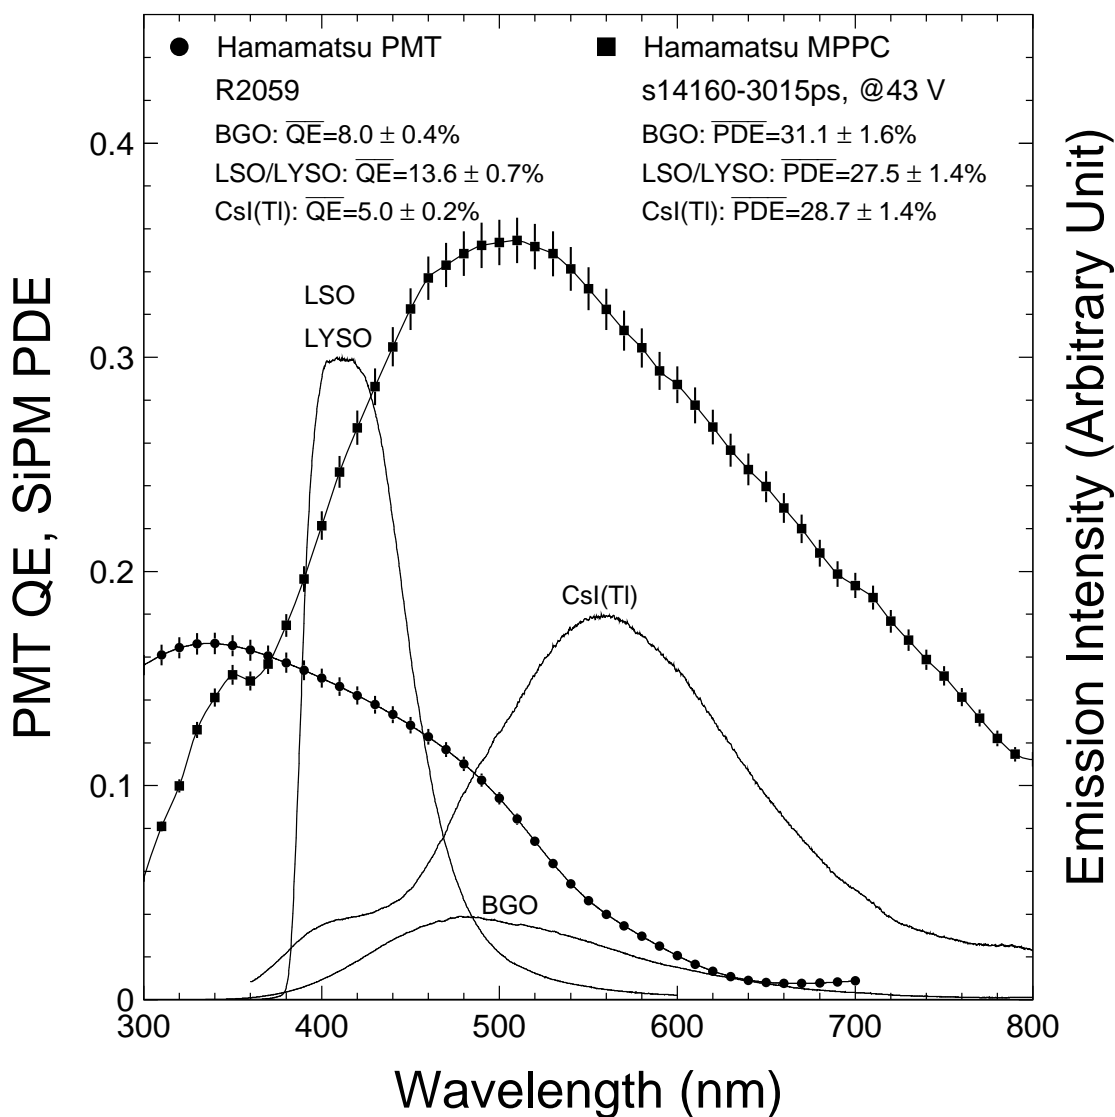 Hamamatsu PMT
R2059
BGO: QE=8.0 ± 0.4%
LSO/LYSO: QE=13.6 ± 0.7%
CsI(Tl): QE=5.0 ± 0.2%
Hamamatsu MPPC
s14160-3015ps, @43 V
BGO: PDE=31.1 ± 1.6%
LSO/LYSO: PDE=27.5 ± 1.4%
CsI(Tl): PDE=28.7 ± 1.4%
LSO
LYSO
CsI(Tl)
BGO
PMT QE, SiPM PDE
0.4
0.3
0.2
0.1
0
300
400
500
600
700
800
Wavelength (nm)
Emission Intensity (Arbitrary Unit)